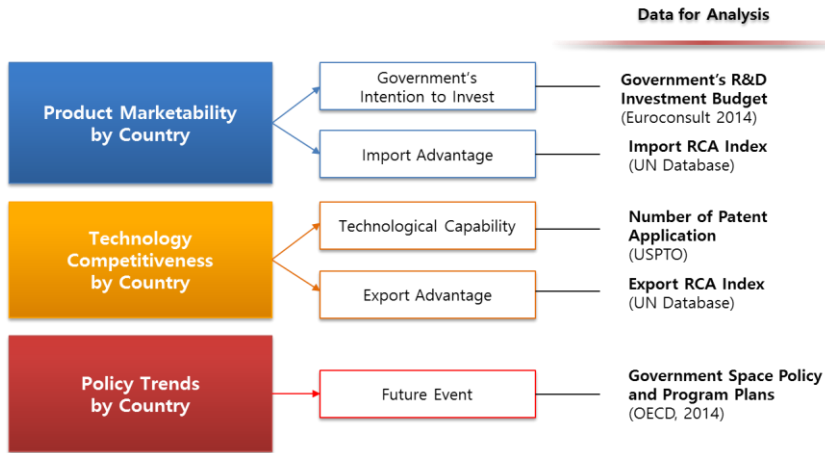 Data for Analysis
Product Marketability
by Country
Government's
Intention to Invest
Government's R&D
Investment Budget
(Euroconsult 2014)
Import Advantage
Import RCA Index
(UN Database)
Technology
Competitiveness
by Country
Technological Capability
Number of Patent
Application
(USPTO)
Export Advantage
Export RCA Index
(UN Database)
Policy Trends
by Country
Future Event
Government Space Policy
and Program Plans
(OECD, 2014)